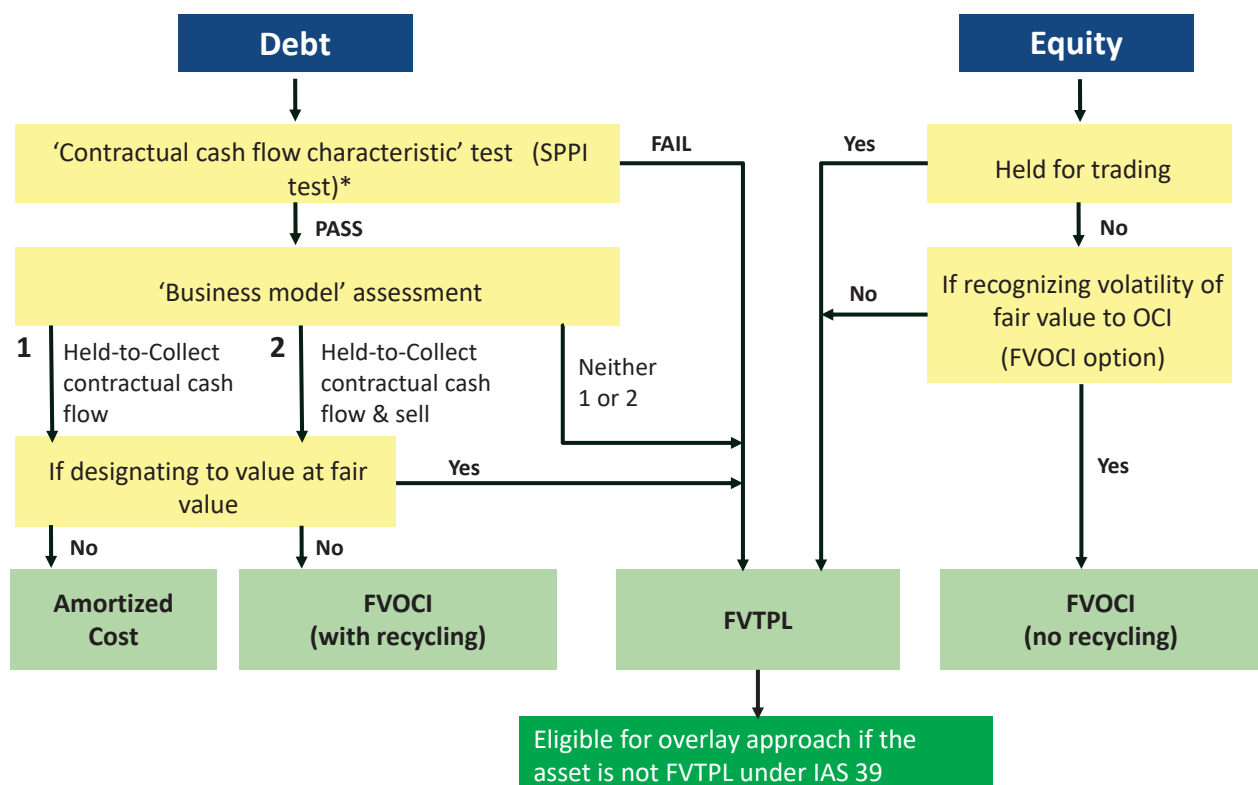 Debt
Equity
‘Contractual cash flow characteristic’ test (SPPI
test)*
FAIL
Yes
Held for trading
PASS
No
‘Business model’ assessment
No
If recognizing volatility of
fair value to OCI
(FVOCI option)
1
Held-to-Collect
contractual cash
flow
2
Held-to-Collect
contractual cash
flow & sell
Neither
1 or 2
If designating to value at fair
value
Yes
Yes
No
No
Amortized
Cost
FVOCI
(with recycling)
FVTPL
FVOCI
(no recycling)
Eligible for overlay approach if the
asset is not FVTPL under IAS 39